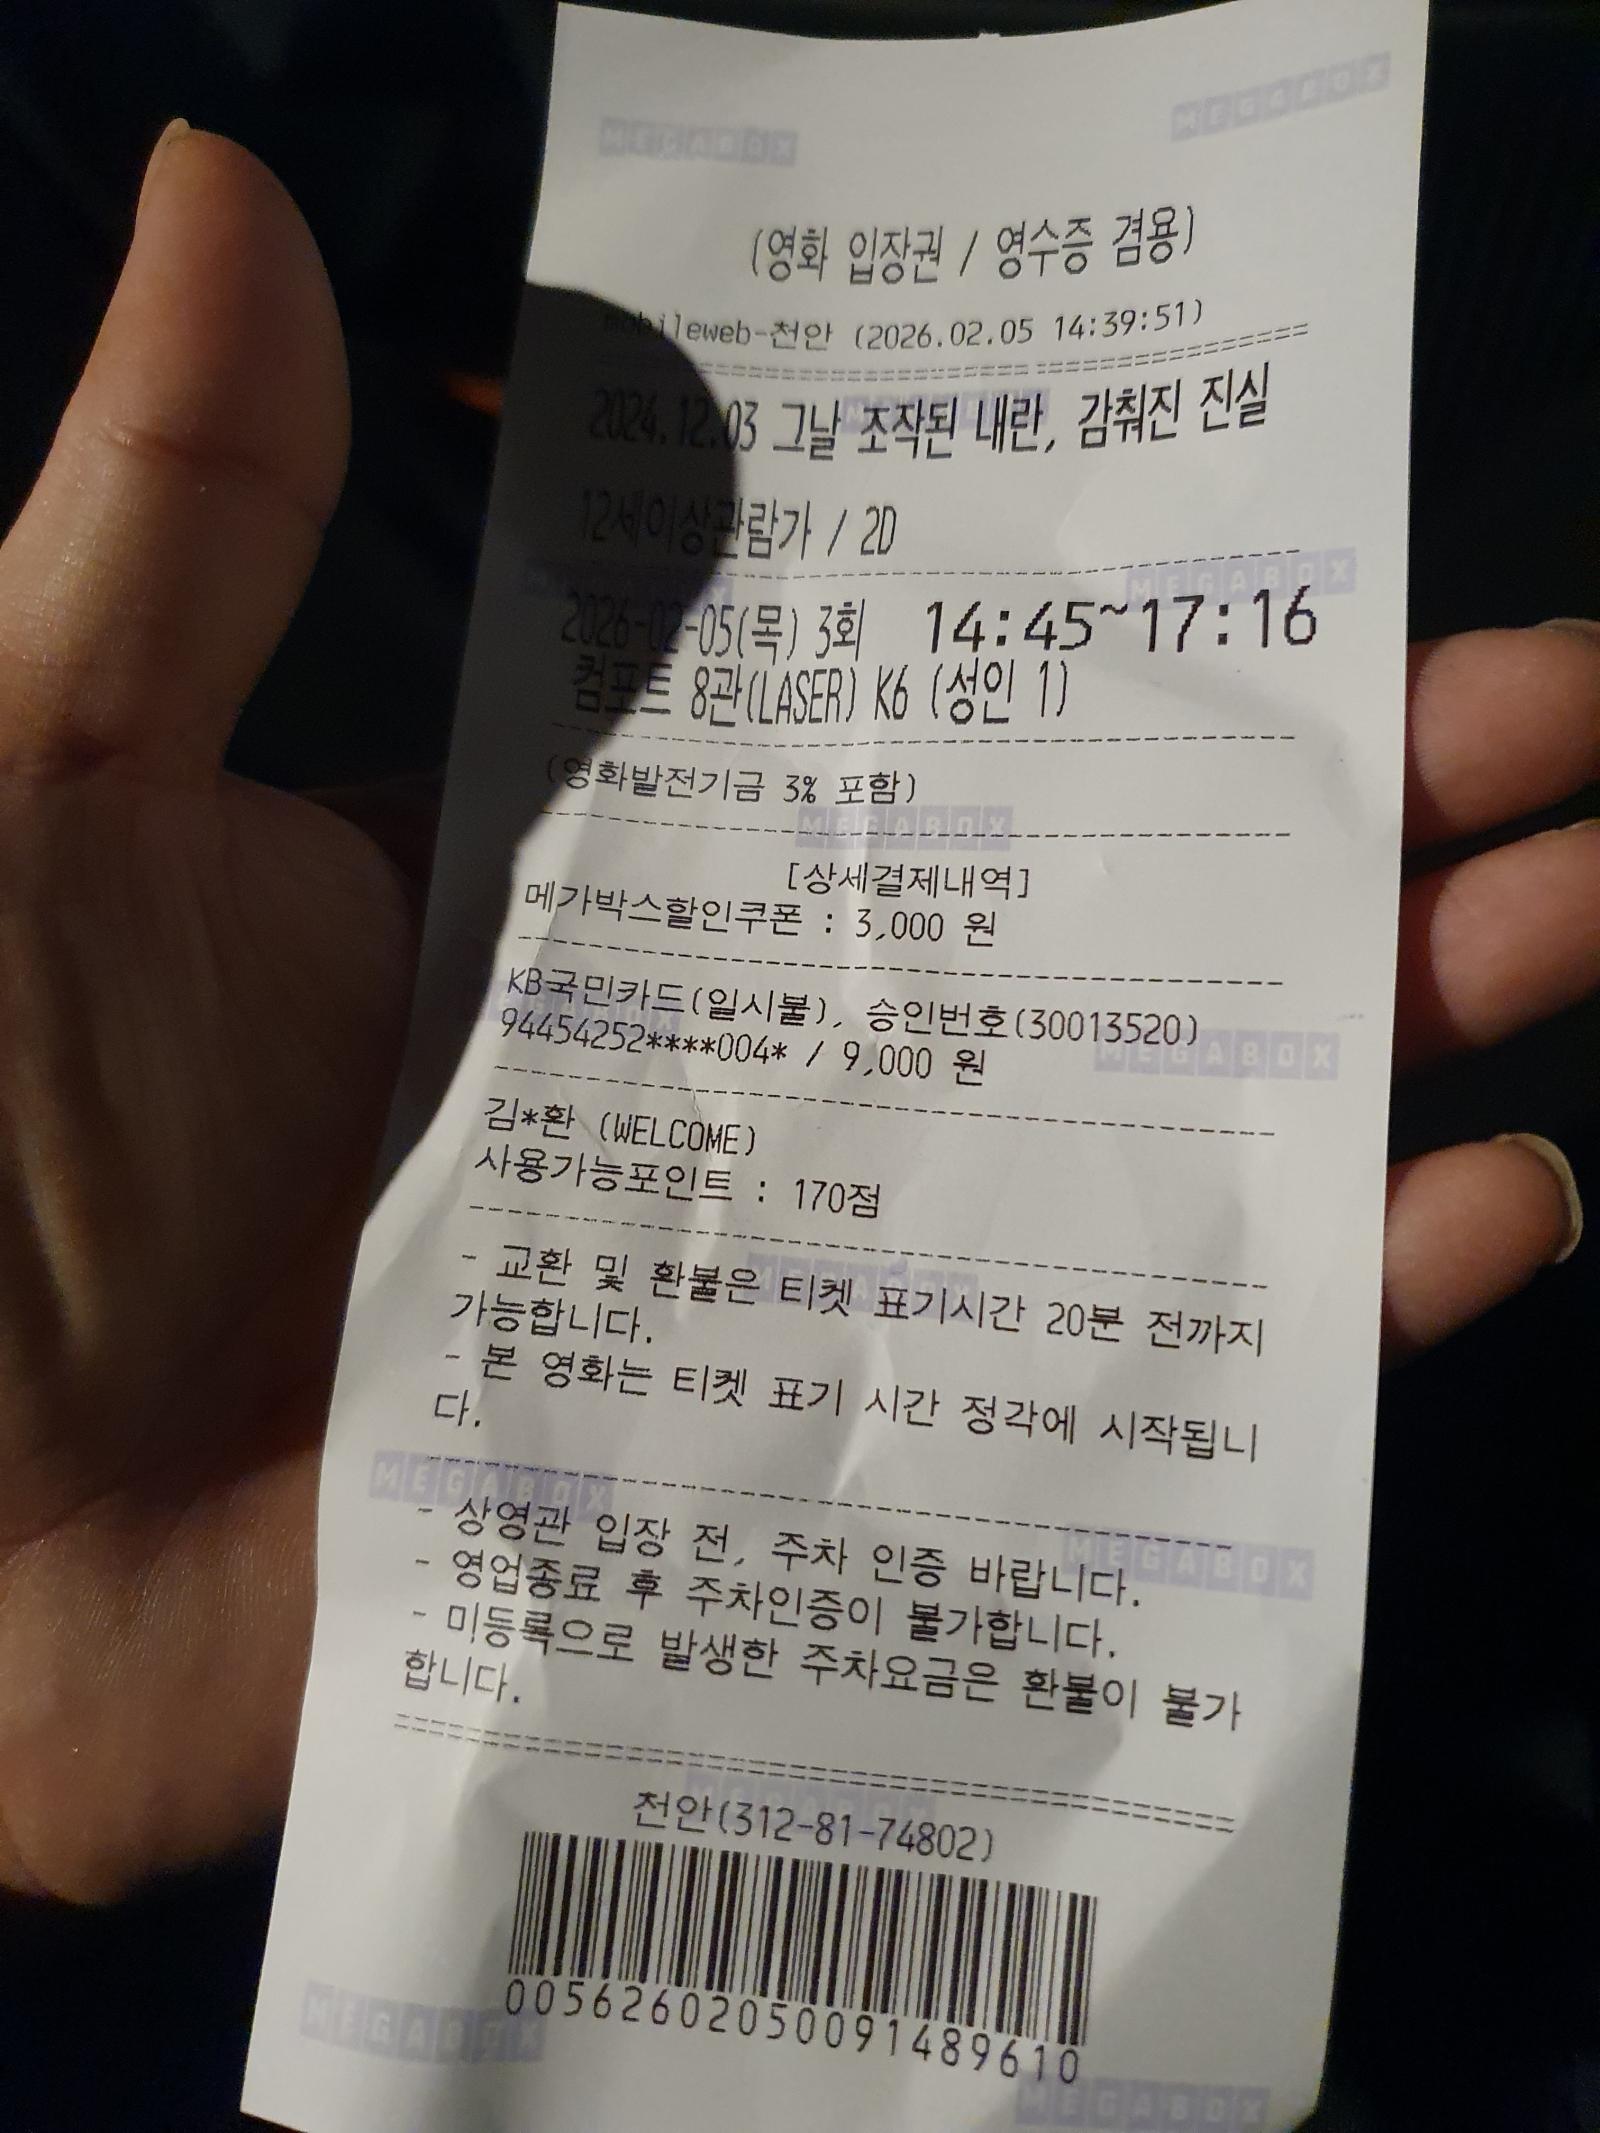 MEGABOX MEGABOX
(영화 입장권 / 영수증 겸용)
mobileweb-천안 (2026.02.05 14:39:51)
2024.12.03 그날 조작된 내란, 감춰진 진실
12세이상관람가 / 2D
MEGABOX
2026-02-05(목) 3회 14:45~17:16
컴포트 8관(LASER) K6 (성인 1)
(영화발전기금 3% 포함)
MEGABOX
[상세결제내역]
메가박스할인쿠폰 : 3,000 원
KB국민카드(일시불), 승인번호(30013520)
94454252****004* / 9,000 원
MEGABOX
김*환 (WELCOME)
사용가능포인트 : 170점
- 교환 및 환불은 티켓 표기시간 20분 전까지
가능합니다.
- 본 영화는 티켓 표기 시간 정각에 시작됩니
다.
MEGABOX
- 상영관 입장 전, 주차 인증 바랍니다.
MEGABOX
- 영업종료 후 주차인증이 불가합니다.
- 미등록으로 발생한 주차요금은 환불이 불가
합니다.
천안(312-81-74802)
0056260205009148 9610
MEGABOX
MEGABOX